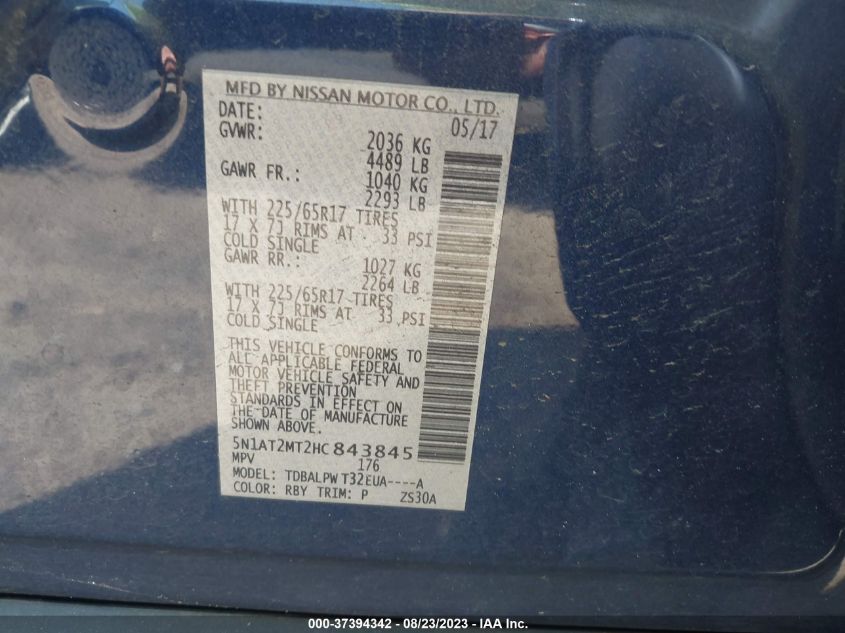 MFD BY NISSAN MOTOR CO., LTD.
DATE: 05/17
GVWR: 2036 KG
4489 LB
GAWR FR.: 1040 KG
2293 LB
WITH 225/65R17 TIRES
17 X 7J RIMS AT 33 PSI
COLD SINGLE
GAWR RR.: 1027 KG
2264 LB
WITH 225/65R17 TIRES
17 X 7J RIMS AT 33 PSI
COLD SINGLE
THIS VEHICLE CONFORMS TO
ALL APPLICABLE FEDERAL
MOTOR VEHICLE SAFETY AND
THEFT PREVENTION
STANDARDS IN EFFECT ON
THE DATE OF MANUFACTURE
SHOWN ABOVE.
5N1AT2MT2HC843845
MPV 176
MODEL: TDBALPW T32EUA----A
COLOR: RBY TRIM: P ZS30A
000-37394342 - 08/23/2023 - IAA Inc.